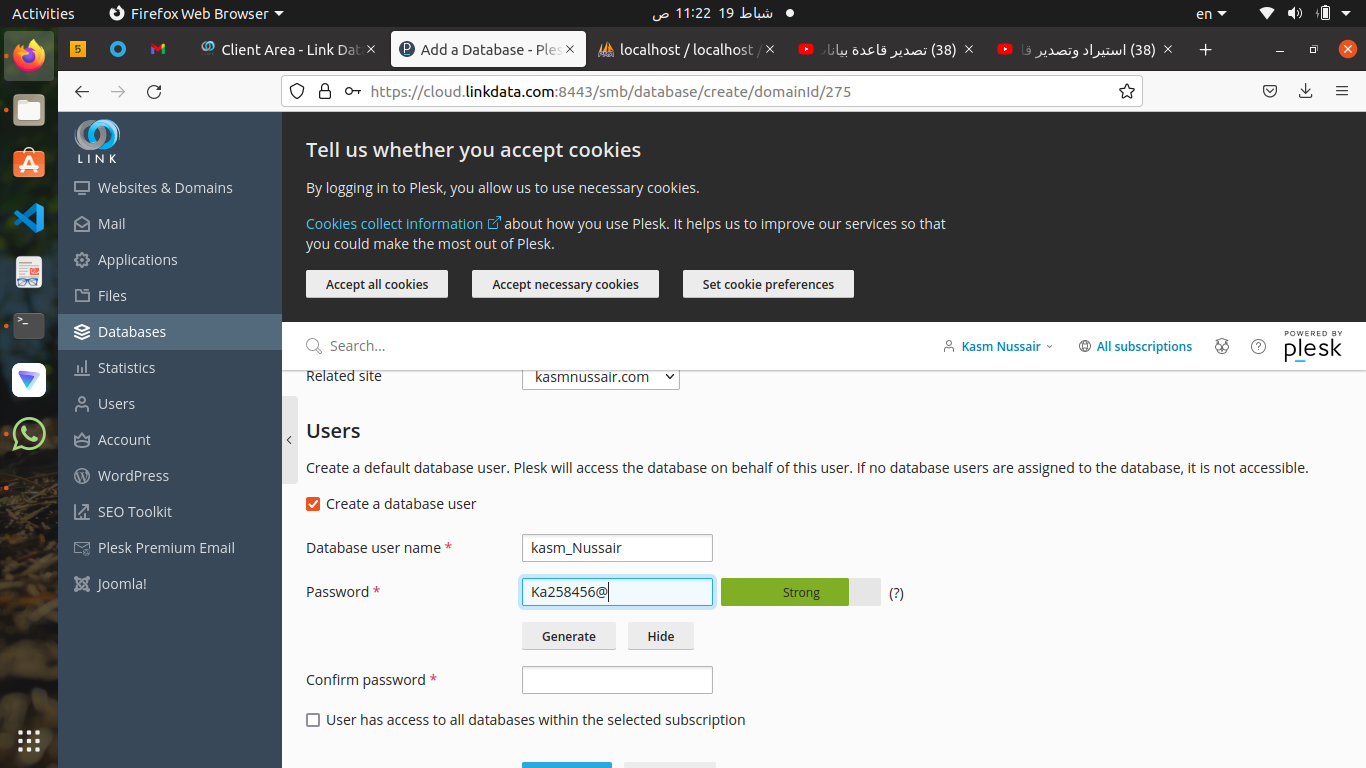 Activities
Firefox Web Browser
شباط 19 11:22 ص
en
5
Client Area - Link Dat
Add a Database - Ples
localhost / localhost /
(38) تصدير قاعدة بيانات
(38) استيراد وتصدير قا
https://cloud.linkdata.com:8443/smb/database/create/domainId/275
LINK
Websites & Domains
Mail
Applications
Files
Databases
Statistics
Users
Account
WordPress
SEO Toolkit
Plesk Premium Email
Joomla!
Tell us whether you accept cookies
By logging in to Plesk, you allow us to use necessary cookies.
Cookies collect information about how you use Plesk. It helps us to improve our services so that
you could make the most out of Plesk.
Accept all cookies
Accept necessary cookies
Set cookie preferences
Search...
Kasm Nussair
All subscriptions
POWERED BY
plesk
Related site
kasmnussair.com
Users
Create a default database user. Plesk will access the database on behalf of this user. If no database users are assigned to the database, it is not accessible.
Create a database user
Database user name *
kasm_Nussair
Password *
Ka258456@
Strong
(?)
Generate
Hide
Confirm password *
User has access to all databases within the selected subscription